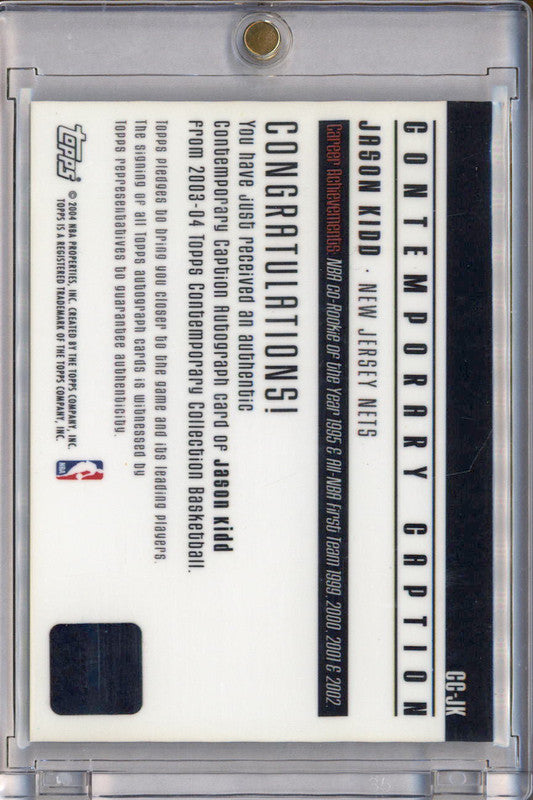 CC-JK
CONTEMPORARY CAPTION
JASON KIDD · NEW JERSEY NETS
Career Achievements: NBA Co-Rookie of the Year 1995 & All-NBA First Team 1999, 2000, 2001 & 2002.
CONGRATULATIONS!
You have just received an authentic
Contemporary Caption Autograph card of Jason Kidd
from 2003-04 Topps Contemporary Collection Basketball.
Topps pledges to bring you closer to the game and its leading players.
The signing of all Topps autograph cards is witnessed by
Topps representatives to guarantee authenticity.
topps
© 2004 NBA PROPERTIES, INC. CREATED BY THE TOPPS COMPANY, INC.
TOPPS IS A REGISTERED TRADEMARK OF THE TOPPS COMPANY, INC.
NBA